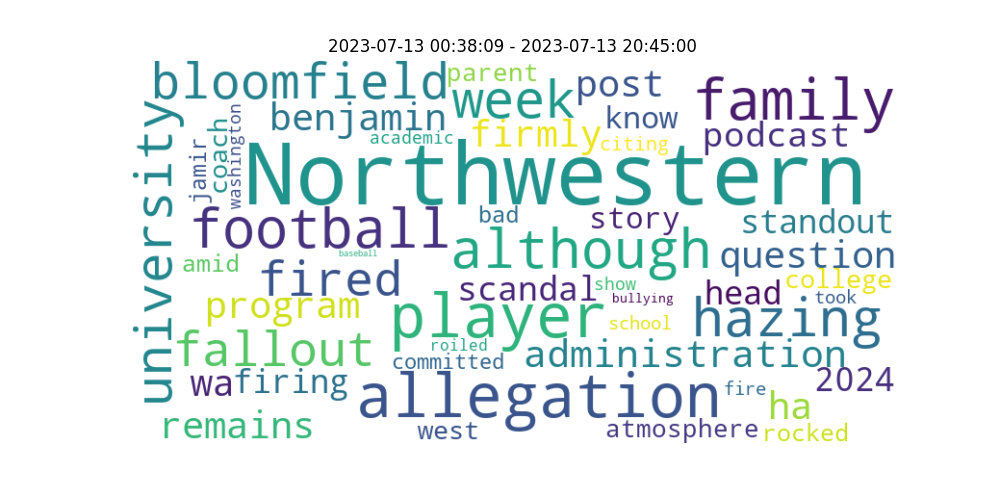 2023-07-13 00:38:09 - 2023-07-13 20:45:00
bloomfield
parent
week
post
family
benjamin
know
podcast
academic
firmly
citing
university
jamir
coach
washington
Northwestern
football
bad
story
standout
although
question
baseball
amid
fired
scandal
show
college
program
bullying
head
took
player
school
hazing
fallout
roiled
committed
administration
wa
firing
allegation
fire
2024
ha
remains
west
atmosphere
rocked